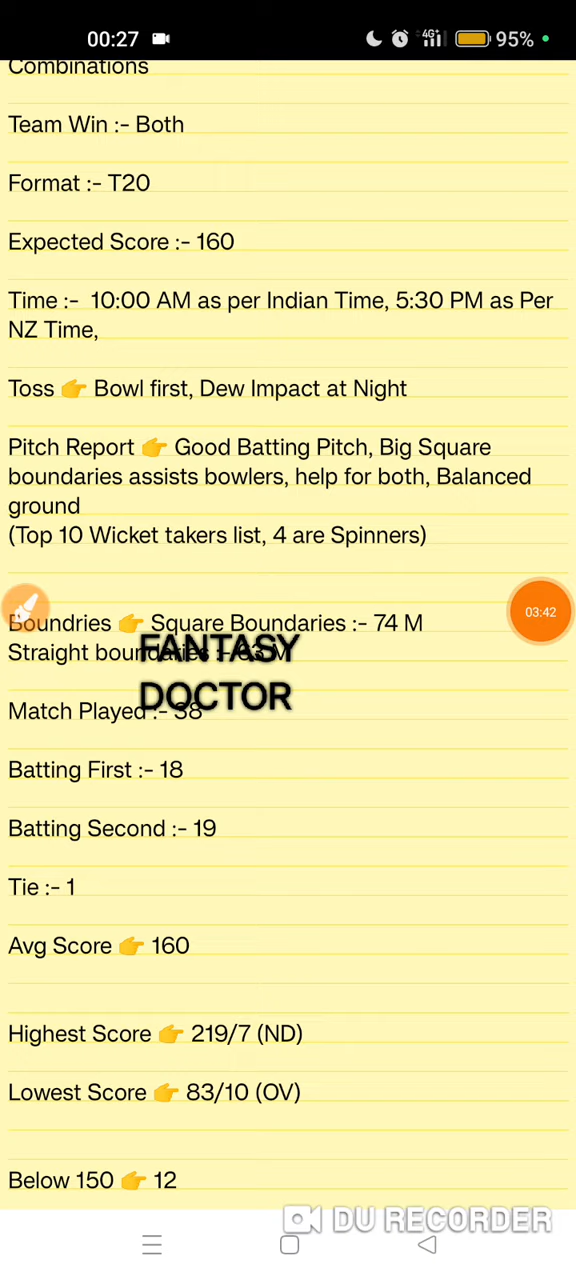 00:27 4G+ 95%
Combinations
Team Win :- Both
Format :- T20
Expected Score :- 160
Time :- 10:00 AM as per Indian Time, 5:30 PM as Per
NZ Time,
Toss 👉 Bowl first, Dew Impact at Night
Pitch Report 👉 Good Batting Pitch, Big Square
boundaries assists bowlers, help for both, Balanced
ground
(Top 10 Wicket takers list, 4 are Spinners)
03:42
Boundries 👉 Square Boundaries :- 74 M
Straight boundaries :- 63 M
FANTASY
DOCTOR
Match Played :- 38
Batting First :- 18
Batting Second :- 19
Tie :- 1
Avg Score 👉 160
Highest Score 👉 219/7 (ND)
Lowest Score 👉 83/10 (OV)
Below 150 👉 12
DU RECORDER